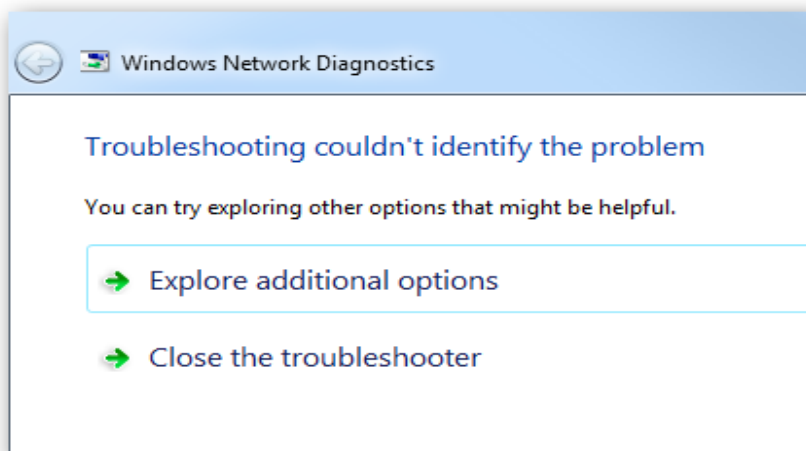 Windows Network Diagnostics
Troubleshooting couldn't identify the problem
You can try exploring other options that might be helpful.
Explore additional options
Close the troubleshooter